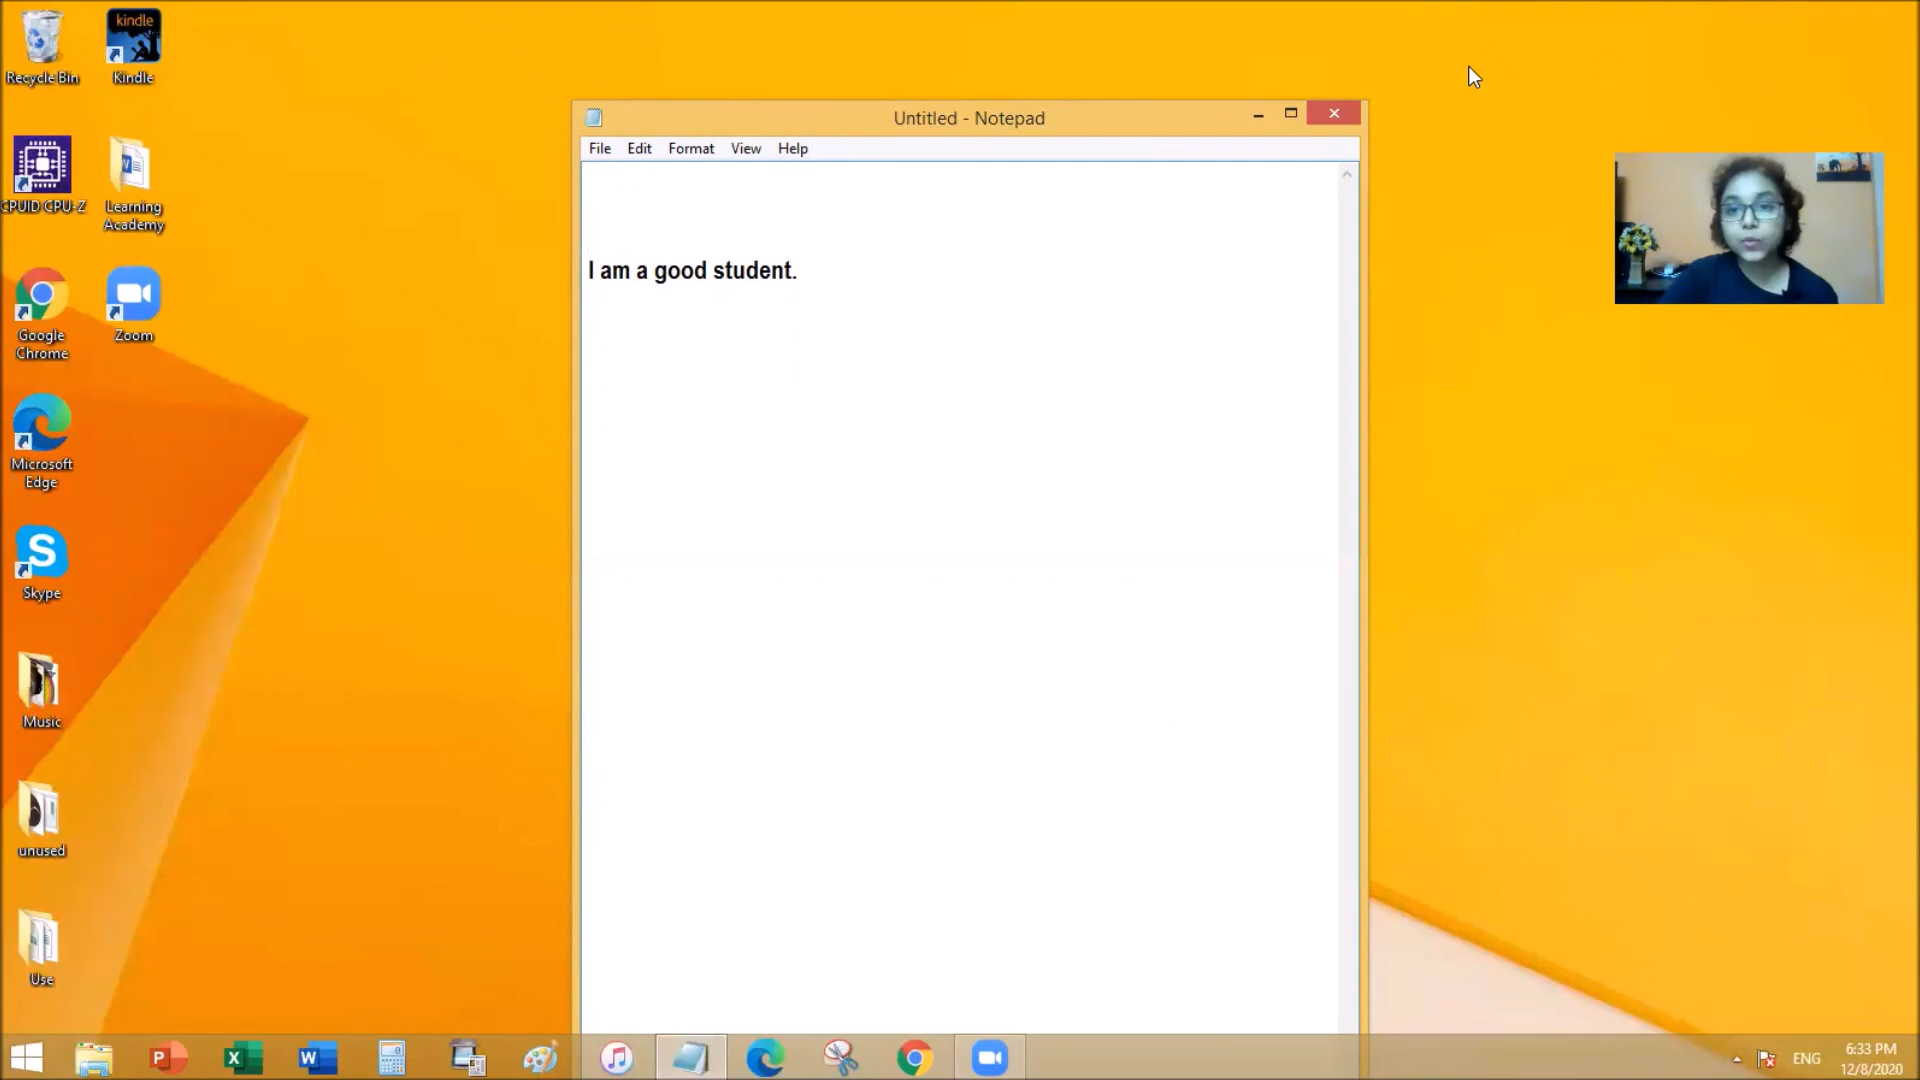 Recycle Bin
kindle
Kindle
CPUID CPU-Z
Learning
Academy
Google
Chrome
Zoom
Microsoft
Edge
S
Skype
Music
unused
Use
Untitled - Notepad
File Edit Format View Help
I am a good student.
P
X
W
ENG
6:33 PM
12/8/2020